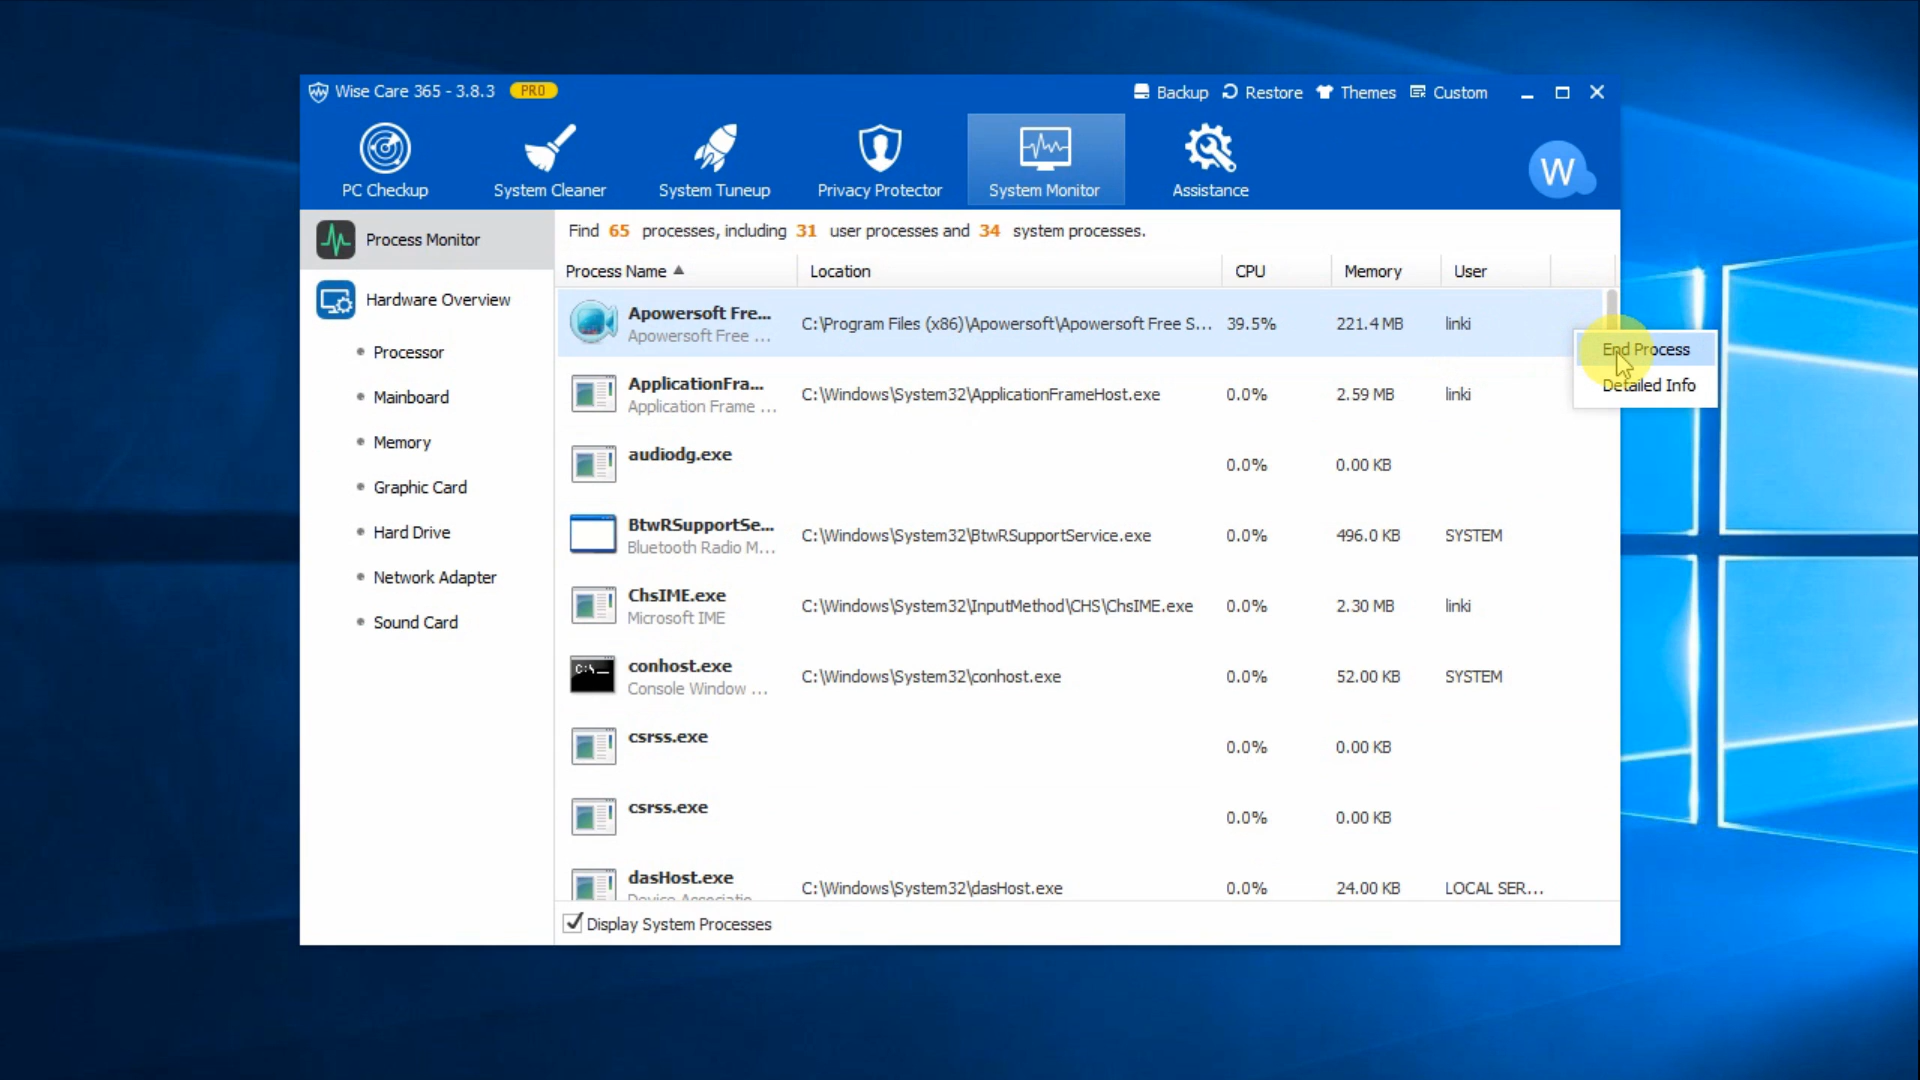 Wise Care 365 - 3.8.3 PRO
Backup Restore Themes Custom
PC Checkup System Cleaner System Tuneup Privacy Protector System Monitor Assistance
W
Process Monitor
Hardware Overview
Processor
Mainboard
Memory
Graphic Card
Hard Drive
Network Adapter
Sound Card
Find 65 processes, including 31 user processes and 34 system processes.
Process Name Location CPU Memory User
Apowersoft Fre... C:\Program Files (x86)\Apowersoft\Apowersoft Free S... 39.5% 221.4 MB linki
Apowersoft Free ...
End Process
Detailed Info
ApplicationFra... C:\Windows\System32\ApplicationFrameHost.exe 0.0% 2.59 MB linki
Application Frame ...
audiodg.exe 0.0% 0.00 KB
BtwRSupportSe... C:\Windows\System32\BtwRSupportService.exe 0.0% 496.0 KB SYSTEM
Bluetooth Radio M...
ChsIME.exe C:\Windows\System32\InputMethod\CHS\ChsIME.exe 0.0% 2.30 MB linki
Microsoft IME
conhost.exe C:\Windows\System32\conhost.exe 0.0% 52.00 KB SYSTEM
Console Window ...
C:\_
csrss.exe 0.0% 0.00 KB
csrss.exe 0.0% 0.00 KB
dasHost.exe C:\Windows\System32\dasHost.exe 0.0% 24.00 KB LOCAL SER...
Device Associatio
Display System Processes